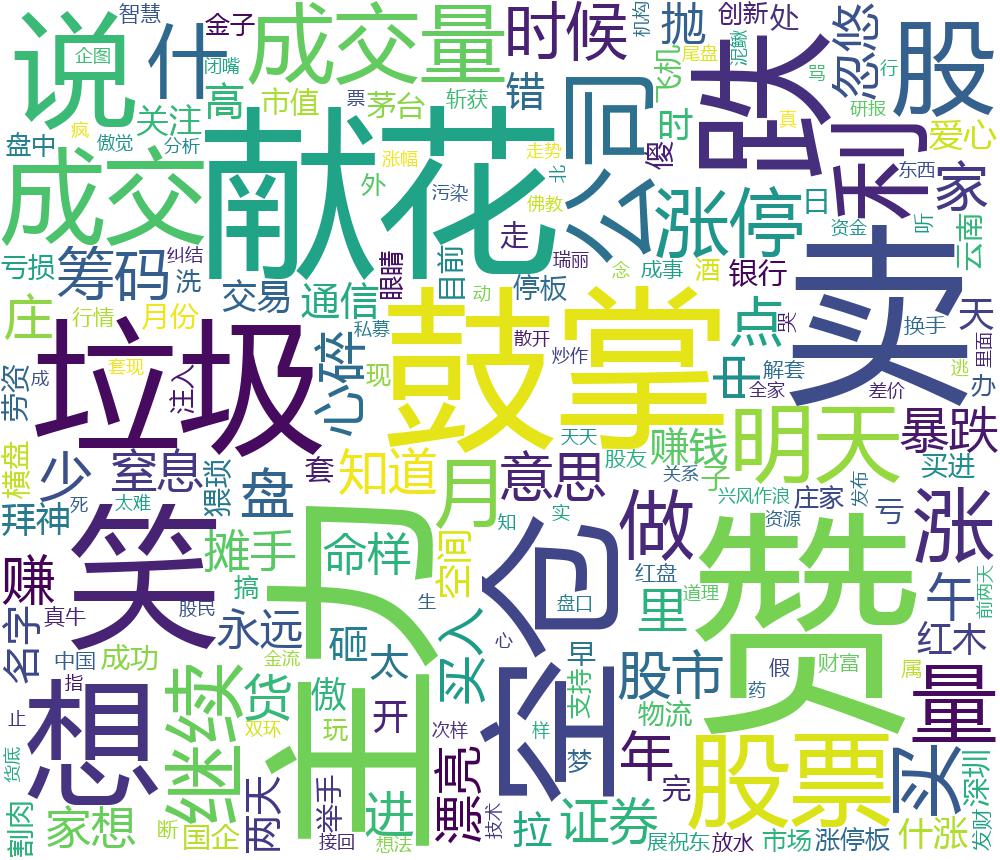 说
企图
什
智慧
金子
闭嘴
成交量
时候
机构
抛
创新
处
忽悠
股
尾盘
泥鳅
飞机
跌
骂
行
研报
爱心
盘中
疯
傲觉
关注
分析
高
市值
票
茅台
斩获
错
公司
时
傻
真
利
东西
家
成交
献花
涨幅
外
污染
走势
北
佛教
涨停
日
资金
听
云南
亏损
筹码
纠结
洗
交易
通信
眼睛
目前
走
动
停板
瑞丽
念
成事
酒
银行
卖
换手
天
里面
庄
行情
月份
私募
散开
炒作
点
哭
劳资
成
套现
注入
垃圾
心碎
现
鼓掌
中
解套
全家
差价
逃
办
横盘
少
窒息
猥琐
盘
套
知道
月
意思
天天
股友
赚钱
关系
子
明天
暴跌
买进
拜神
死
太难
笑
摊手
主力
命样
空间
知
实
空仓
做
兴风作浪
庄家
资源
发布
亏
涨
前两天
赚
真牛
股民
搞
永远
生
盘口
红盘
里
道理
赞
午
红木
名字
中国
成功
金流
砸
太
买入
心
早
股市
假
财富
属
药
想
指
止
继续
货
傲
双环
玩
开
次样
漂亮
样
支持
梦
物流
年
完
股票
量
货底
割肉
家想
断
国企
两天
举手
接回
进
想法
技术
拉
证券
展祝东
放水
市场
涨停板
买
什涨
深圳
发财